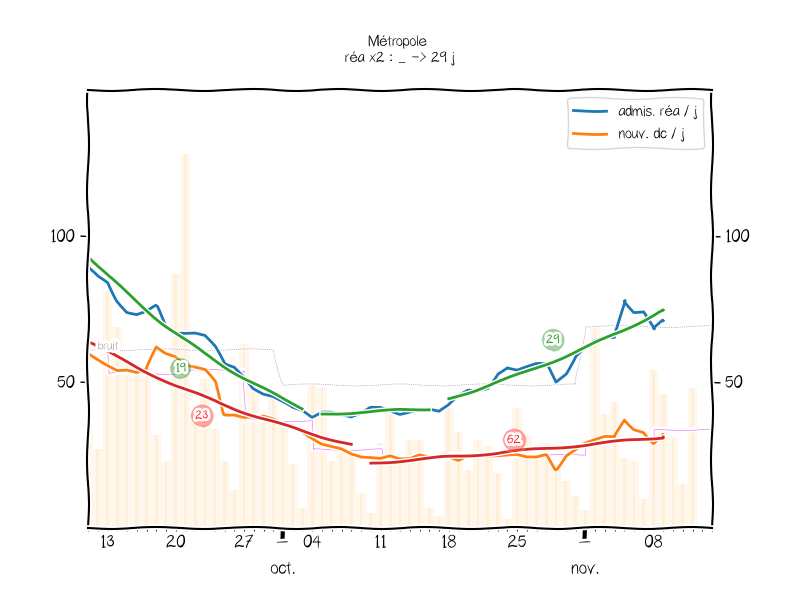 Métropole
réa x2 : _ -> 29 j
admis. réa / j
nouv. dc / j
100
100
bruit
29
19
50
50
23
62
13
20
27
04
11
18
25
08
oct.
nov.